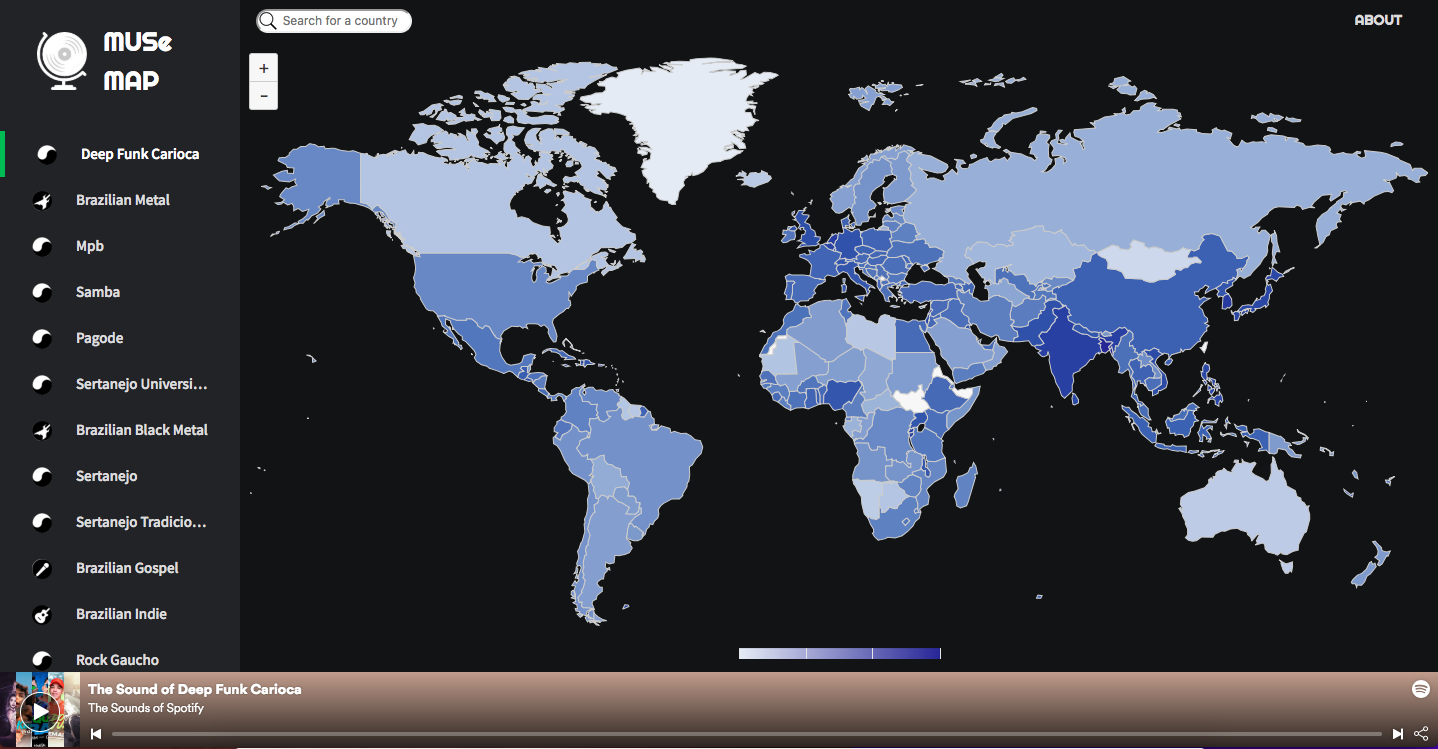 MUSe
MAP
Search for a country
ABOUT
+
-
Deep Funk Carioca
Brazilian Metal
Mpb
Samba
Pagode
Sertanejo Universi...
Brazilian Black Metal
Sertanejo
Sertanejo Tradicio...
Brazilian Gospel
Brazilian Indie
Rock Gaucho
The Sound of Deep Funk Carioca
The Sounds of Spotify